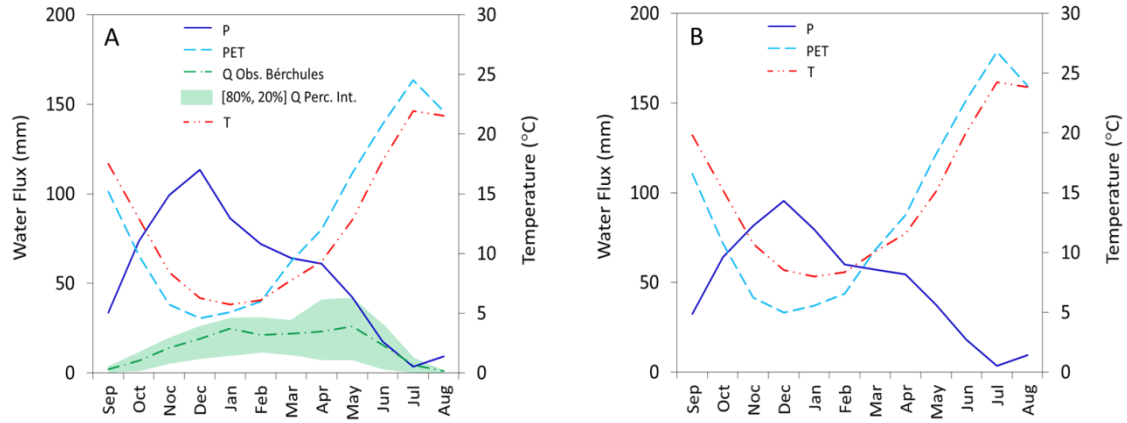 A
P
PET
Q Obs. Bérchules
[80%, 20%] Q Perc. Int.
T
Water Flux (mm)
200
150
100
50
0
Temperature (°C)
30
25
20
15
10
5
0
Sep
Oct
Noc
Dec
Jan
Feb
Mar
Apr
May
Jun
Jul
Aug
B
P
PET
T
Water Flux (mm)
200
150
100
50
0
Temperature (°C)
30
25
20
15
10
5
0
Sep
Oct
Nov
Dec
Jan
Feb
Mar
Apr
May
Jun
Jul
Aug